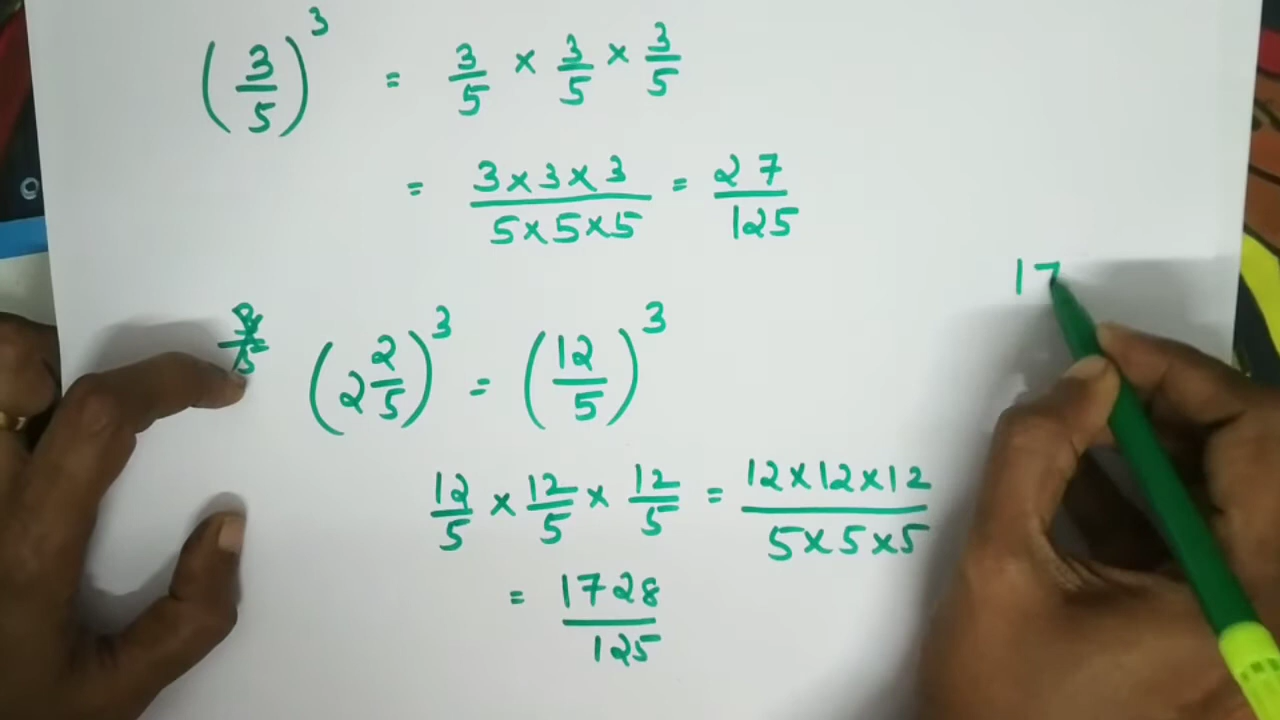 (3/5)³ = 3/5 × 3/5 × 3/5
= 3×3×3/5×5×5 = 27/125
17
(2 2/5)³ = (12/5)³
12/5 × 12/5 × 12/5 = 12×12×12/5×5×5
= 1728/125